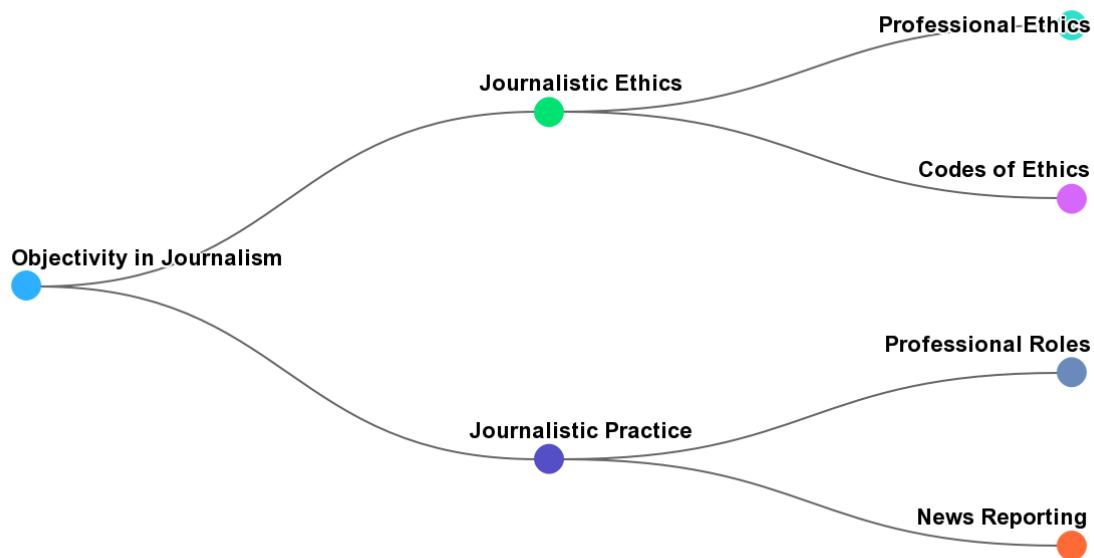 Professional Ethics
Journalistic Ethics
Codes of Ethics
Objectivity in Journalism
Professional Roles
Journalistic Practice
News Reporting